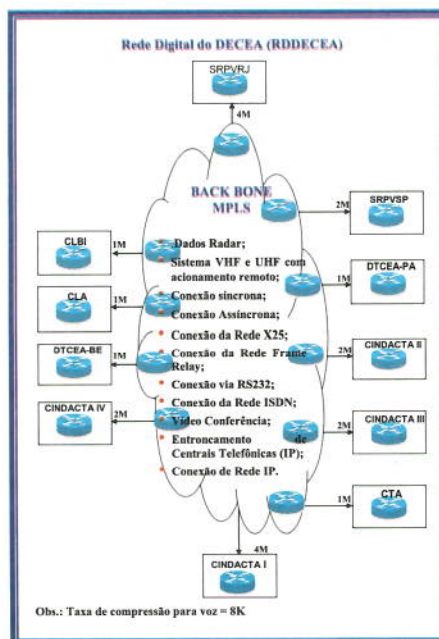 Rede Digital do DECEA (RDDECEA)
SRPVRJ
4M
BACK BONE
MPLS
2M
SRPVSP
CLBI
1M
• Dados Radar;
• Sistema VHF e UHF com
acionamento remoto;
1M
DTCEA-PA
CLA
1M
• Conexão síncrona;
• Conexão Assíncrona;
• Conexão da Rede X25;
2M
CINDACTA II
DTCEA-BE
1M
• Conexão da Rede Frame
Relay;
• Conexão via RS232;
• Conexão da Rede ISDN;
CINDACTA IV
2M
• Vídeo Conferência;
2M
CINDACTA III
• Entroncamento de
Centrais Telefônicas (IP);
• Conexão de Rede IP.
1M
CTA
4M
CINDACTA I
Obs.: Taxa de compressão para voz = 8K